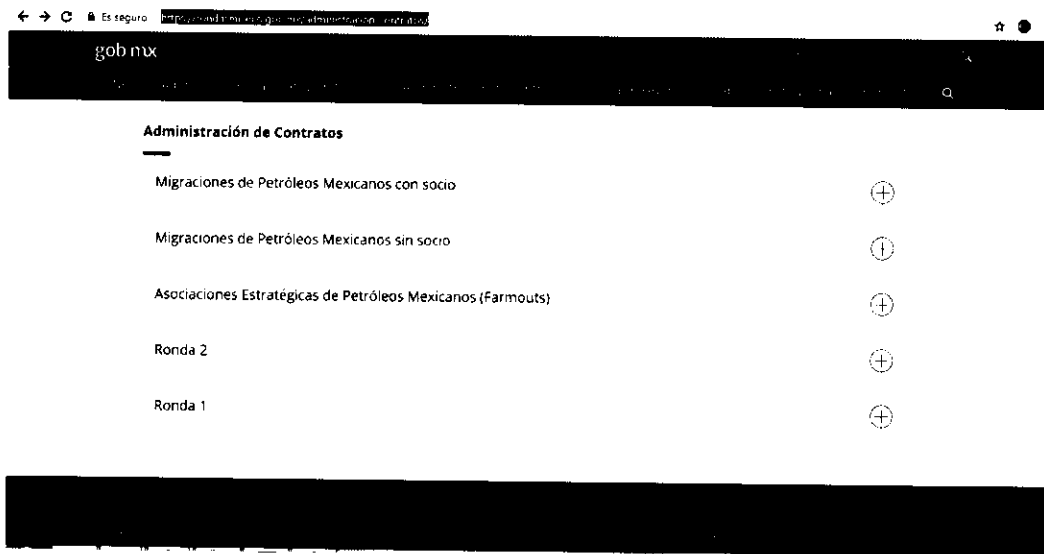 Es seguro
gob mx
Administración de Contratos
Migraciones de Petróleos Mexicanos con socio
Migraciones de Petróleos Mexicanos sin socio
Asociaciones Estratégicas de Petróleos Mexicanos (Farmouts)
Ronda 2
Ronda 1